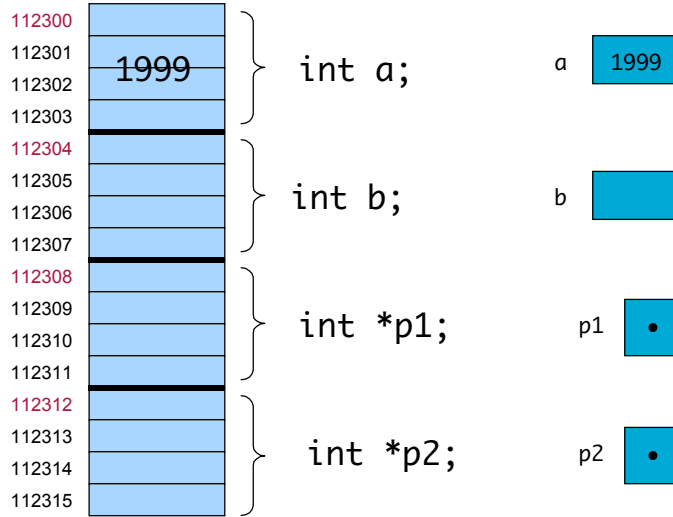 112300
112301
112302
112303
1999
int a;
a
1999
112304
112305
112306
112307
int b;
b
112308
112309
112310
112311
int *p1;
p1
112312
112313
112314
112315
int *p2;
p2